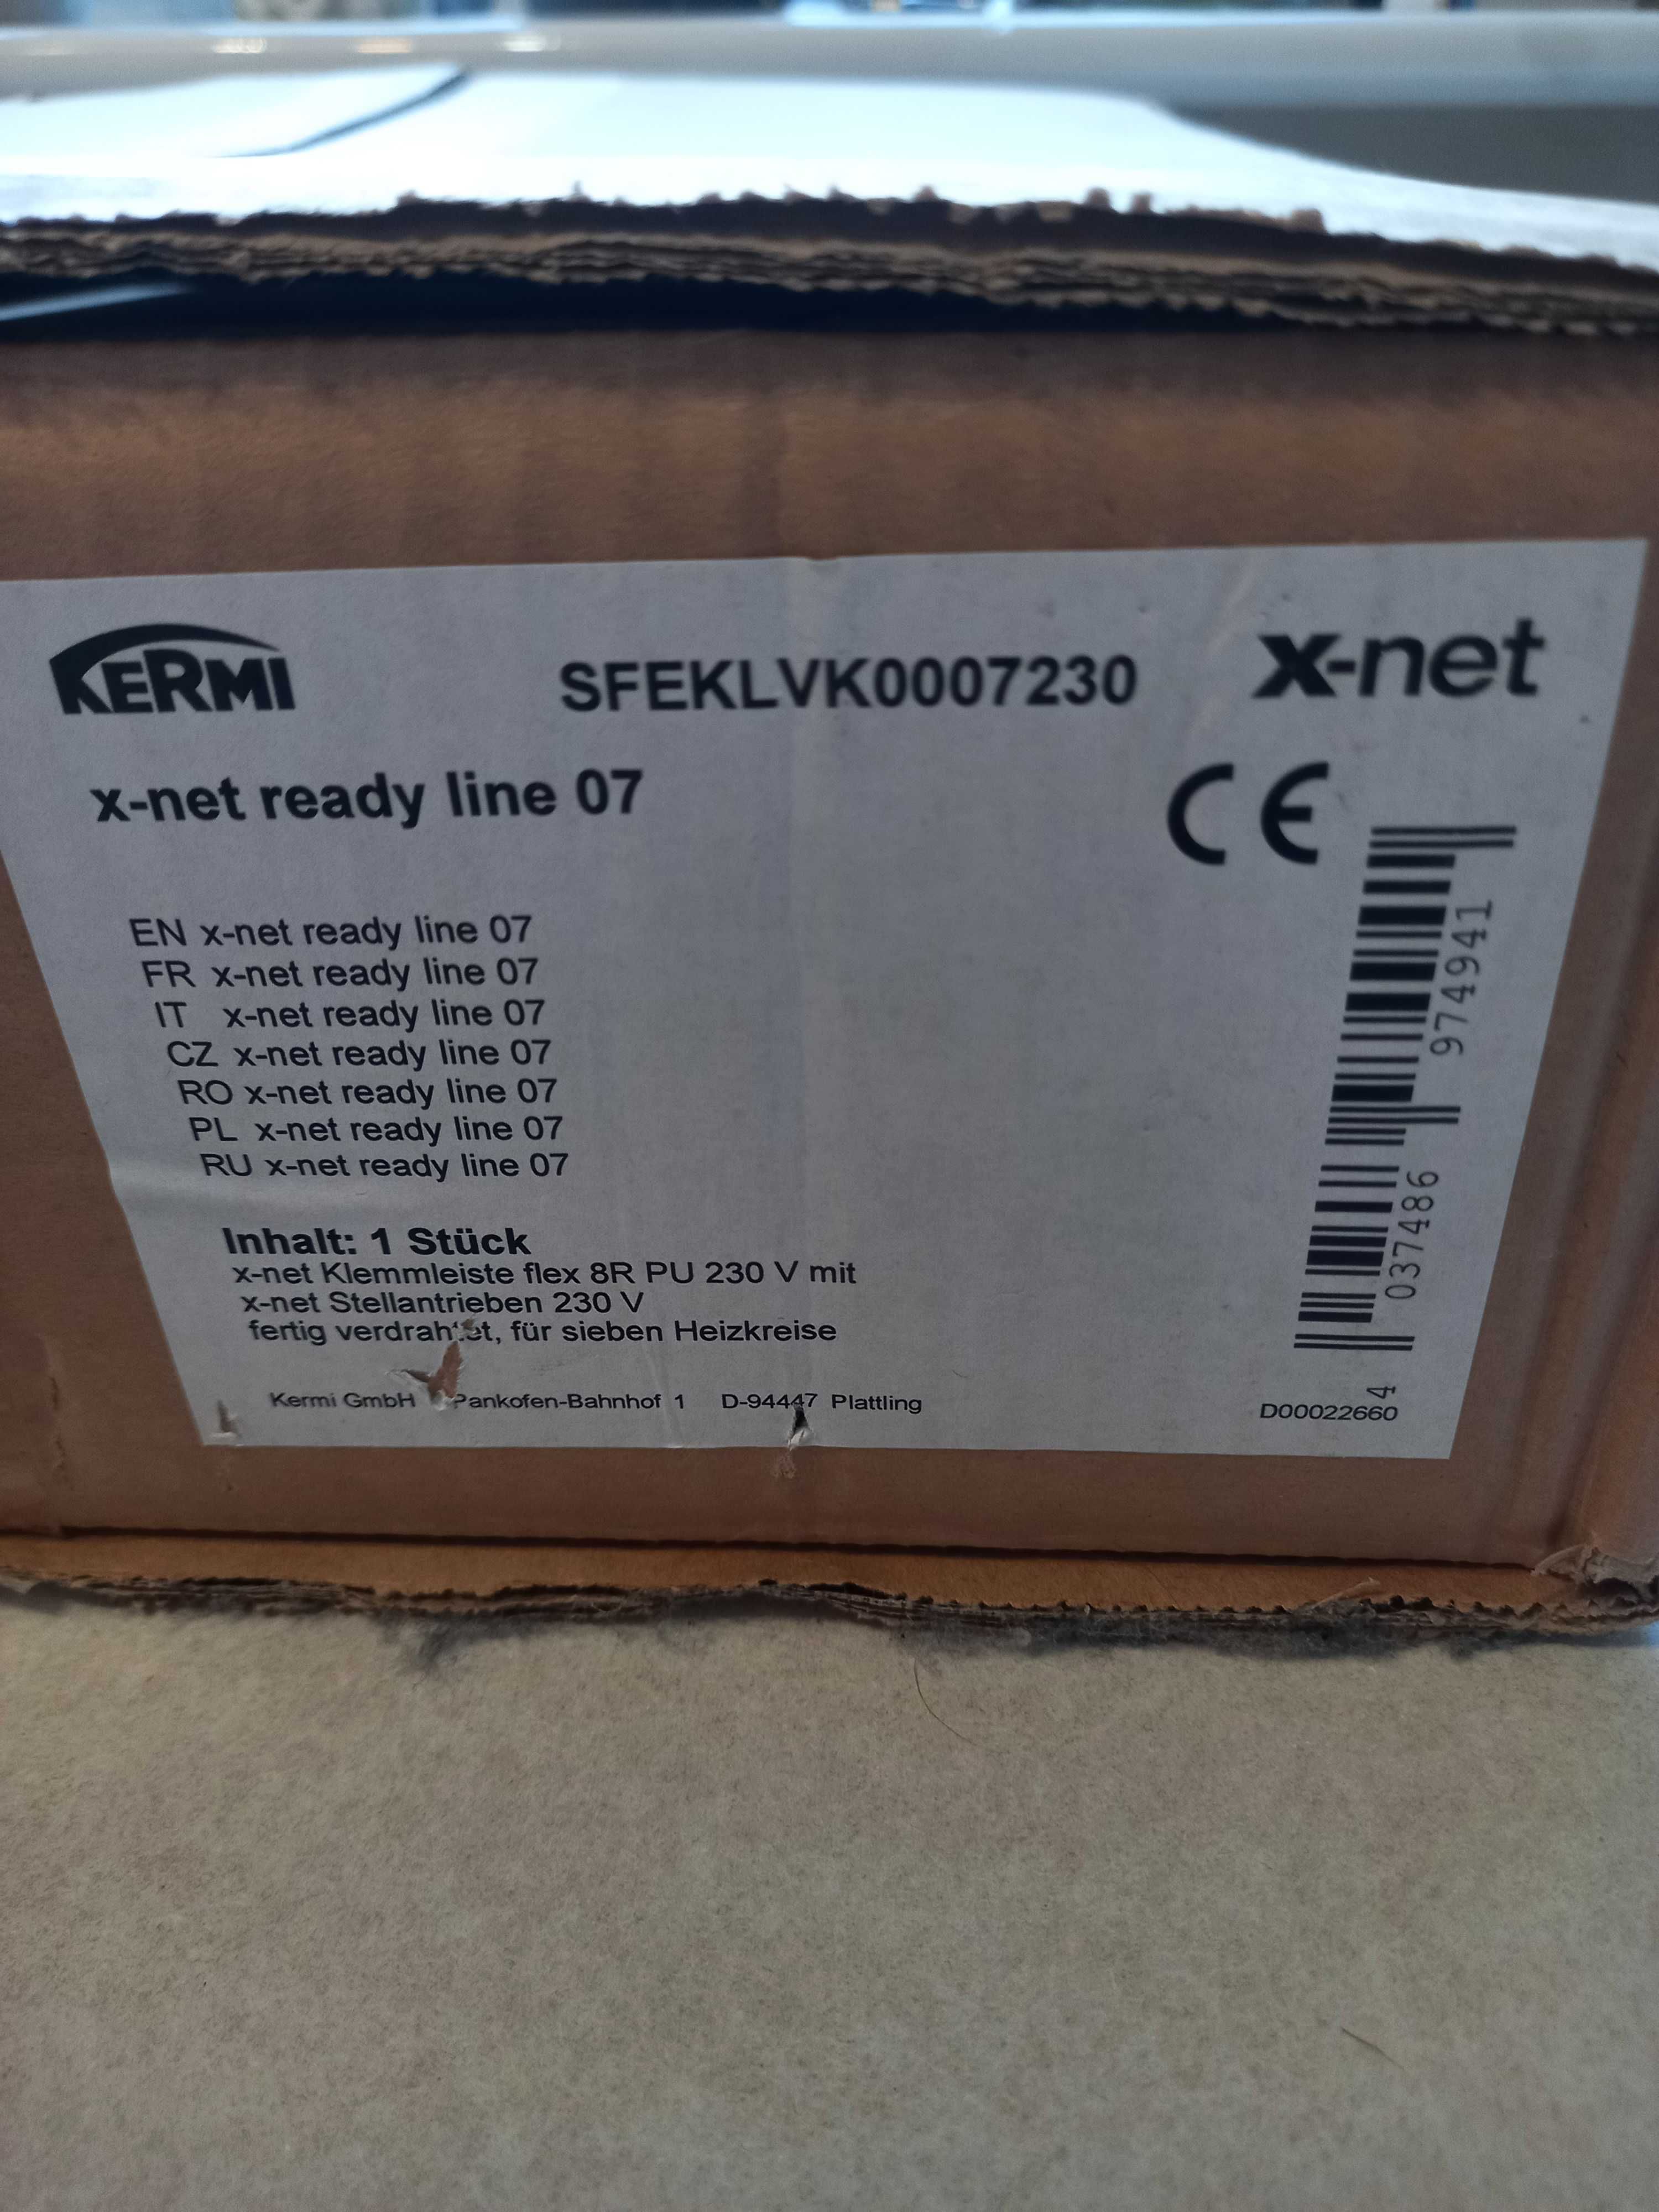 KERMI SFEKLVK0007230 x-net
x-net ready line 07
CE
EN x-net ready line 07
FR x-net ready line 07
IT x-net ready line 07
CZ x-net ready line 07
RO x-net ready line 07
PL x-net ready line 07
RU x-net ready line 07
Inhalt: 1 Stück
x-net Klemmleiste flex 8R PU 230 V mit
x-net Stellantrieben 230 V
fertig verdrahtet, für sieben Heizkreise
Kermi GmbH Pankofen-Bahnhof 1 D-94447 Plattling
4 037486 974941
D00022660